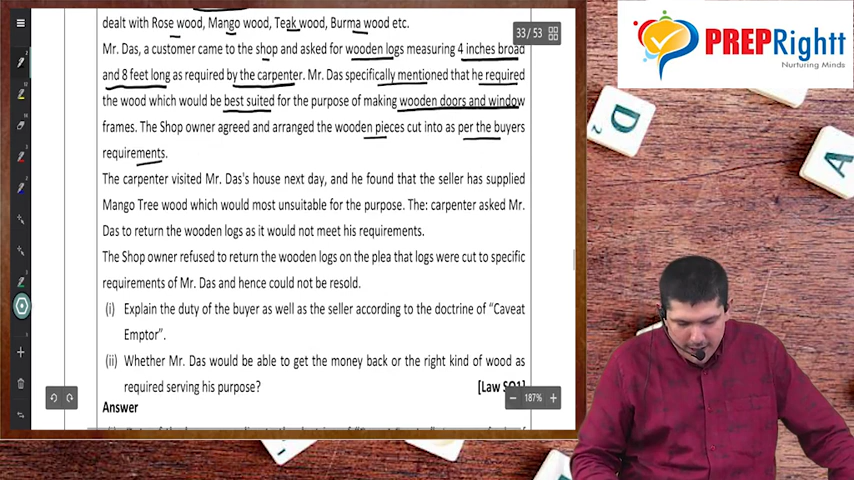 dealt with Rose wood, Mango wood, Teak wood, Burma wood etc.
33 / 53
Mr. Das, a customer came to the shop and asked for wooden logs measuring 4 inches broad
and 8 feet long as required by the carpenter. Mr. Das specifically mentioned that he required
the wood which would be best suited for the purpose of making wooden doors and window
frames. The Shop owner agreed and arranged the wooden pieces cut into as per the buyers
requirements.
The carpenter visited Mr. Das's house next day, and he found that the seller has supplied
Mango Tree wood which would most unsuitable for the purpose. The: carpenter asked Mr.
Das to return the wooden logs as it would not meet his requirements.
The Shop owner refused to return the wooden logs on the plea that logs were cut to specific
requirements of Mr. Das and hence could not be resold.
(i) Explain the duty of the buyer as well as the seller according to the doctrine of "Caveat
Emptor".
(ii) Whether Mr. Das would be able to get the money back or the right kind of wood as
required serving his purpose? [Law SQ1]
187%
Answer
PREPRightt
Nurturing Minds
D2
A